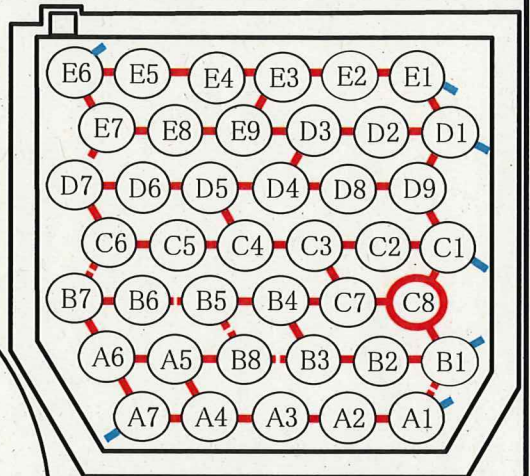 E6 E5 E4 E3 E2 E1
E7 E8 E9 D3 D2 D1
D7 D6 D5 D4 D8 D9
C6 C5 C4 C3 C2 C1
B7 B6 B5 B4 C7 C8
A6 A5 B8 B3 B2 B1
A7 A4 A3 A2 A1